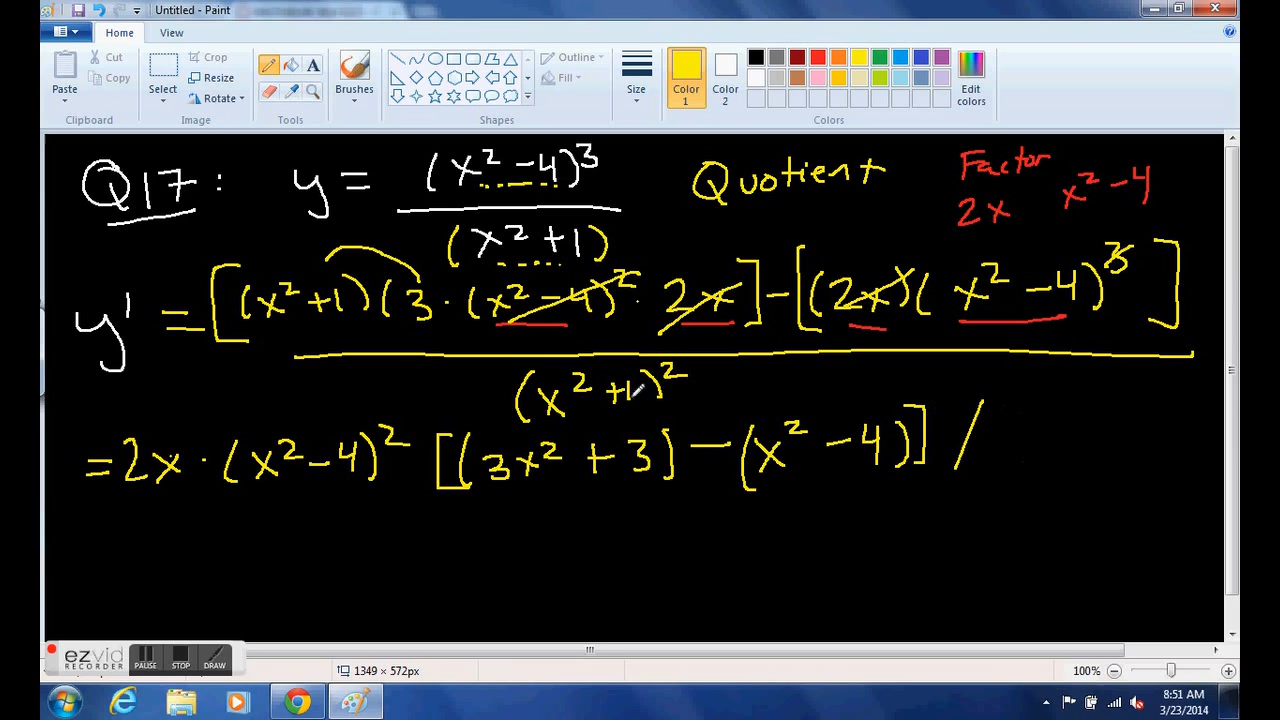 Untitled - Paint
Home View
Cut
Copy
Paste
Clipboard
Crop
Resize
Rotate
Select
Image
Tools
Brushes
Shapes
Outline
Fill
Size
Color 1
Color 2
Edit colors
Colors
Q17: y = (x² - 4)³ / (x² + 1)
Quotient
Factor
2x x² - 4
y' = [(x² + 1)(3 · (x² - 4)² · 2x] - [(2x)(x² - 4)³]
(x² + 1)²
= 2x · (x² - 4)² [(3x² + 3] - (x² - 4)] /
ezvid
RECORDER
PAUSE STOP DRAW
1349 × 572px
100%
8:51 AM
3/23/2014